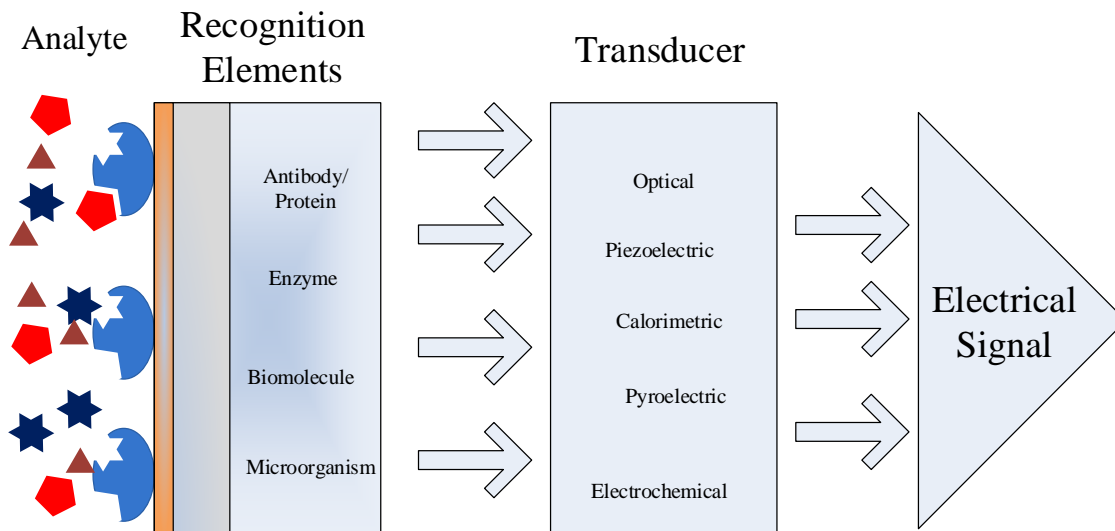 Analyte
Recognition
Elements
Transducer
Antibody/
Protein
Enzyme
Biomolecule
Microorganism
Optical
Piezoelectric
Calorimetric
Pyroelectric
Electrochemical
Electrical
Signal